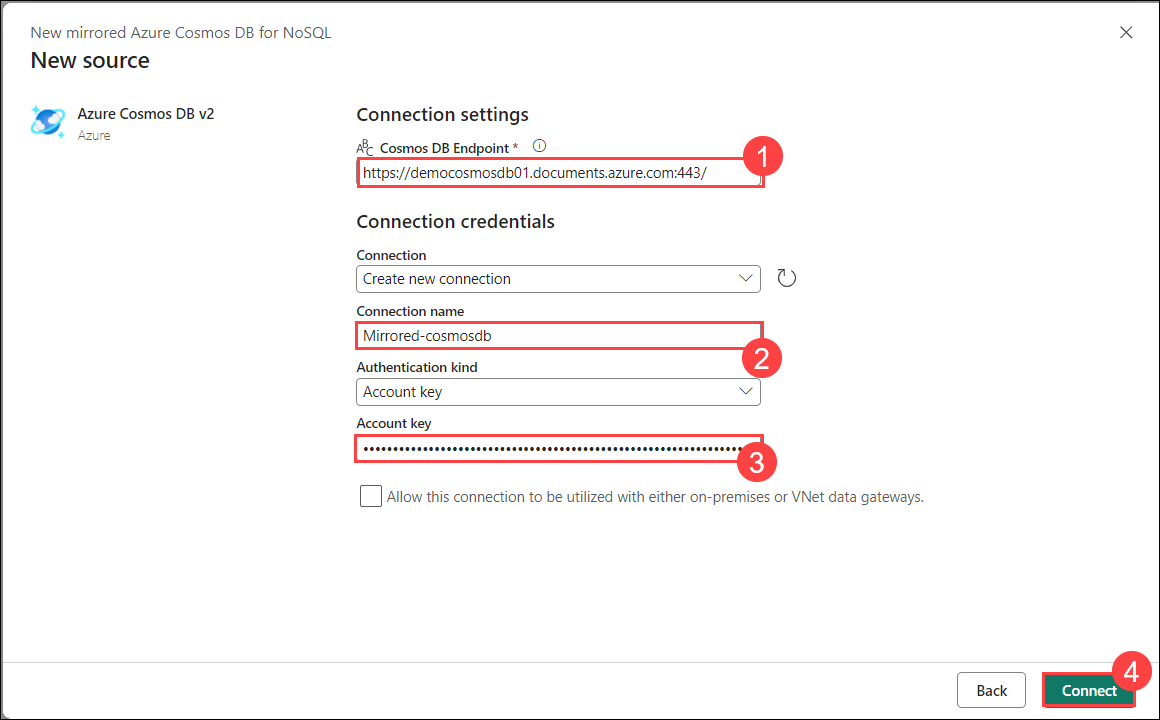 New mirrored Azure Cosmos DB for NoSQL
New source
Azure Cosmos DB v2
Azure
Connection settings
ABC Cosmos DB Endpoint *
1
https://democosmosdb01.documents.azure.com:443/
Connection credentials
Connection
Create new connection
Connection name
Mirrored-cosmosdb
2
Authentication kind
Account key
Account key
••••••••••••••••••••••••••••••••••••••••••••••••••••••••••••••••
3
Allow this connection to be utilized with either on-premises or VNet data gateways.
Back
Connect
4